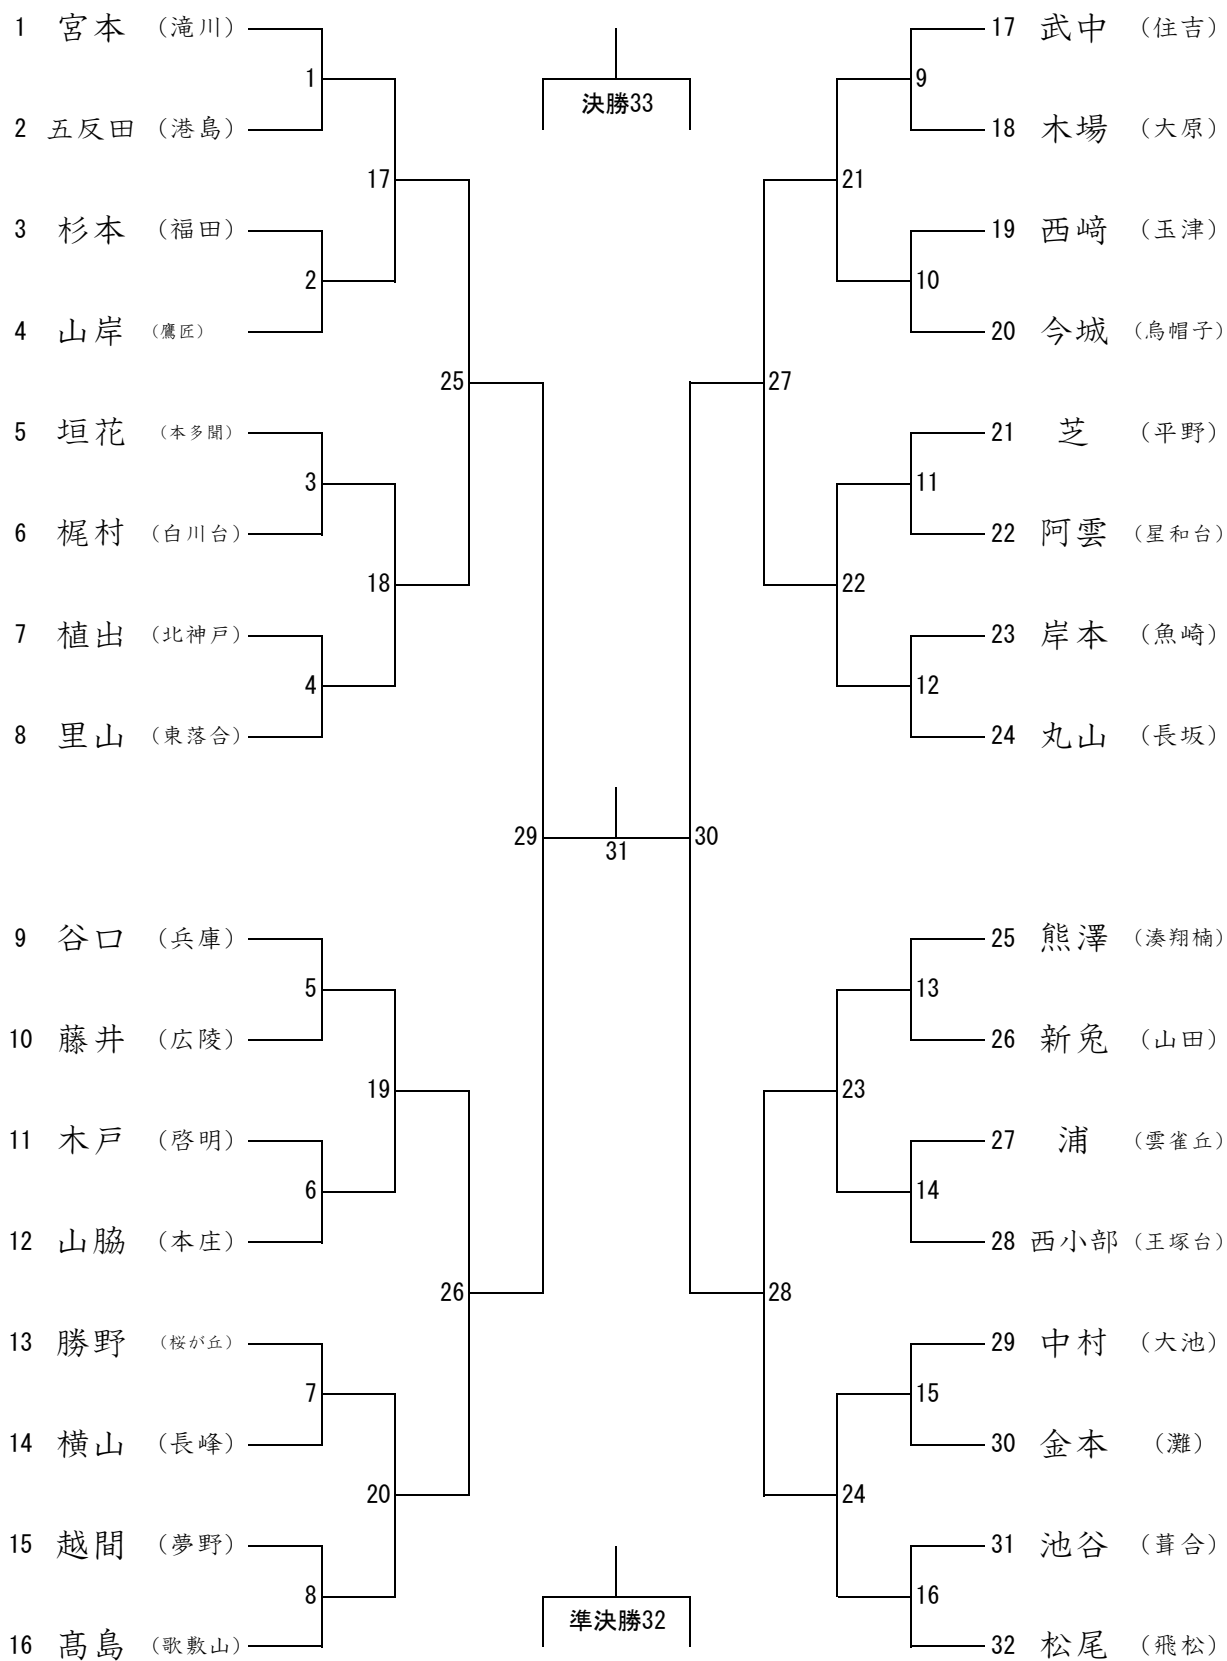 1 宮本 (滝川)
1
2 五反田 (港島)
17
3 杉本 (福田)
2
4 山岸 (鷹匠)
25
5 垣花 (本多聞)
3
6 梶村 (白川台)
18
7 植出 (北神戸)
4
8 里山 (東落合)
29
9 谷口 (兵庫)
5
10 藤井 (広陵)
19
11 木戸 (啓明)
6
12 山脇 (本庄)
26
13 勝野 (桜が丘)
7
14 横山 (長峰)
20
15 越間 (夢野)
8
16 髙島 (歌敷山)
決勝33
31
準決勝32
17 武中 (住吉)
9
18 木場 (大原)
21
19 西﨑 (玉津)
10
20 今城 (烏帽子)
27
21 芝 (平野)
11
22 阿雲 (星和台)
22
23 岸本 (魚崎)
12
24 丸山 (長坂)
30
25 熊澤 (湊翔楠)
13
26 新免 (山田)
23
27 浦 (雲雀丘)
14
28 西小部 (王塚台)
28
29 中村 (大池)
15
30 金本 (灘)
24
31 池谷 (葺合)
16
32 松尾 (飛松)